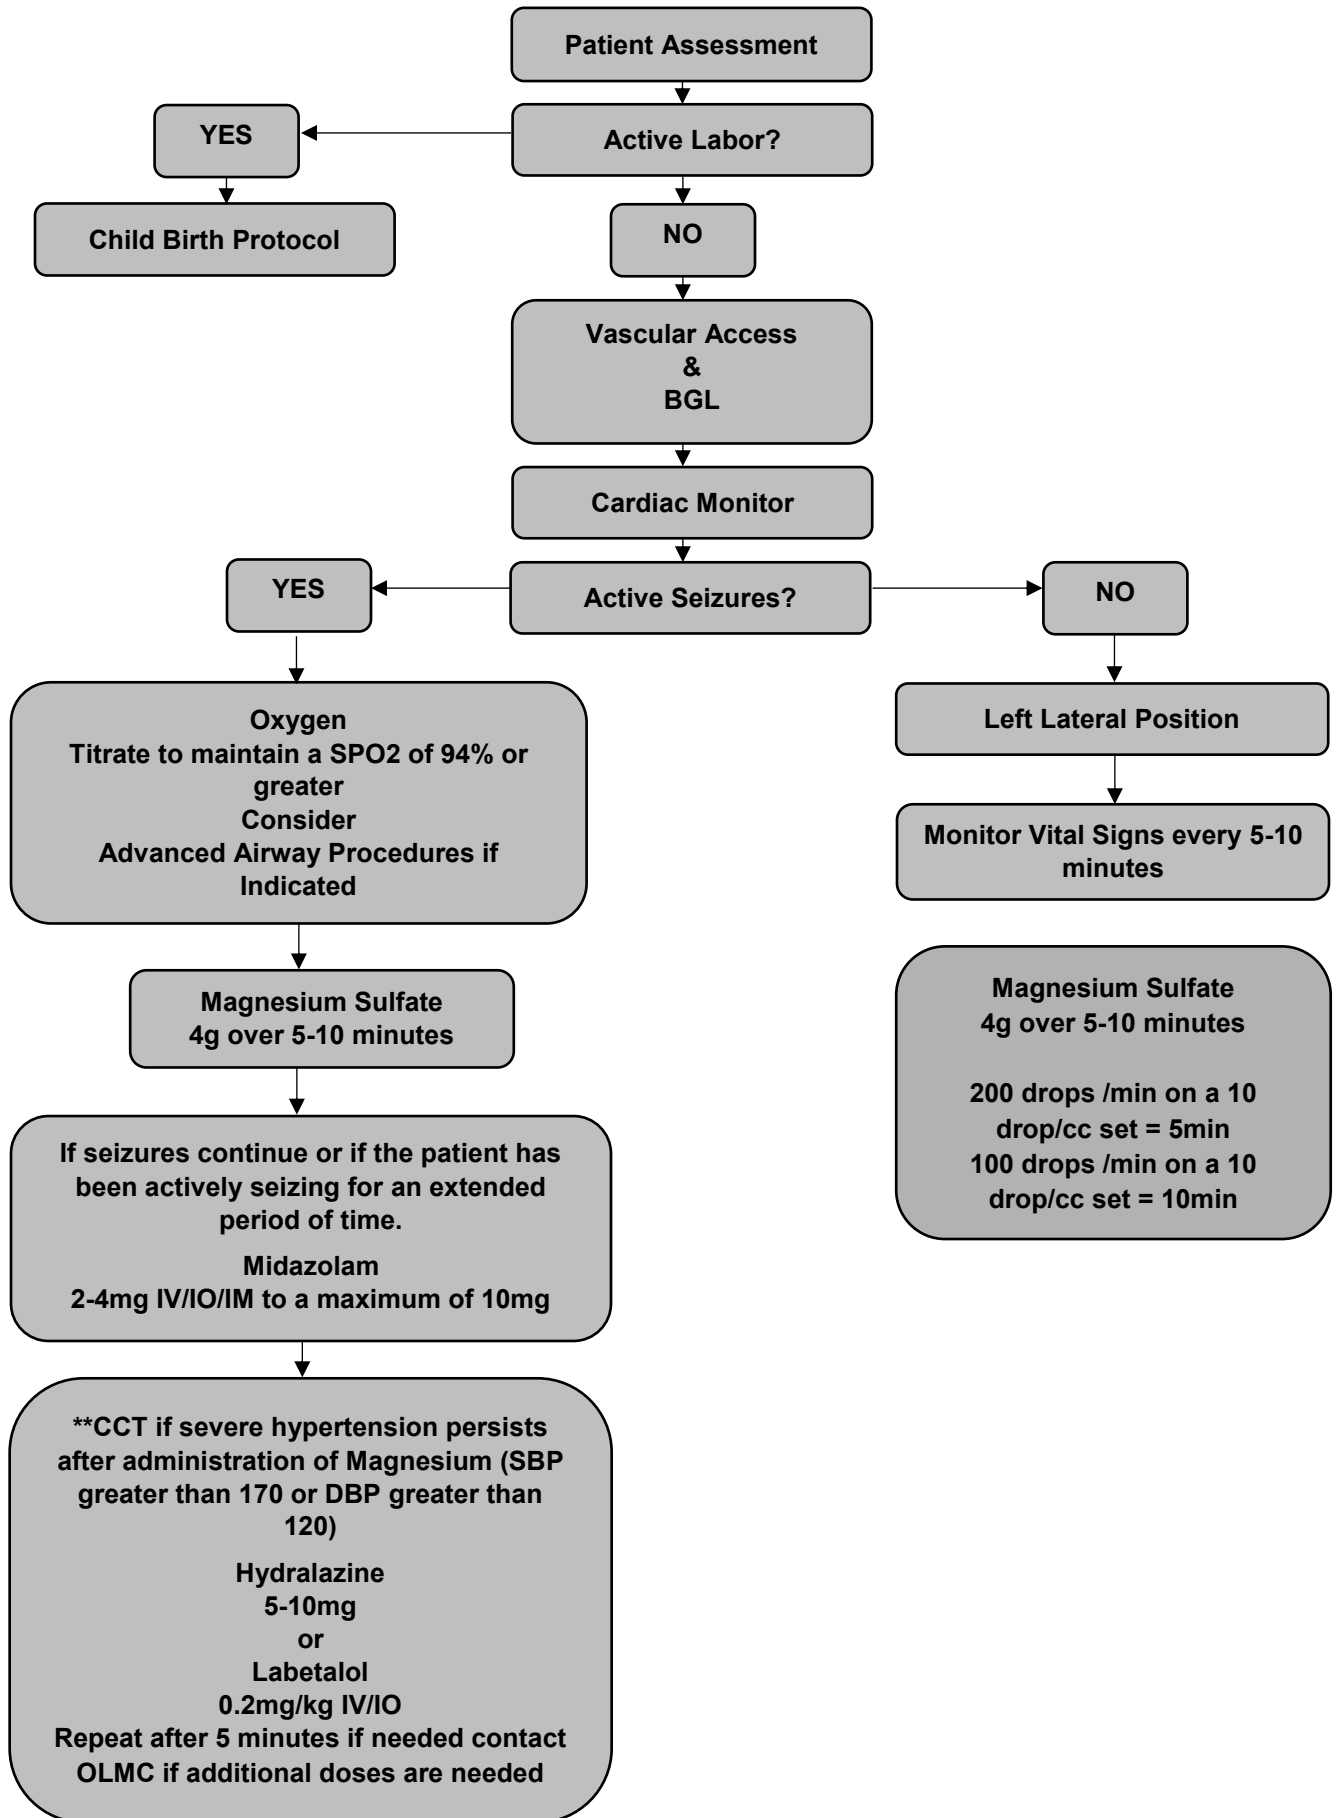 Patient Assessment
YES
Active Labor?
Child Birth Protocol
NO
Vascular Access
&
BGL
Cardiac Monitor
YES
Active Seizures?
NO
Oxygen
Titrate to maintain a SPO2 of 94% or
greater
Consider
Advanced Airway Procedures if
Indicated
Left Lateral Position
Monitor Vital Signs every 5-10
minutes
Magnesium Sulfate
4g over 5-10 minutes
Magnesium Sulfate
4g over 5-10 minutes
200 drops /min on a 10
drop/cc set = 5min
100 drops /min on a 10
drop/cc set = 10min
If seizures continue or if the patient has
been actively seizing for an extended
period of time.
Midazolam
2-4mg IV/IO/IM to a maximum of 10mg
**CCT if severe hypertension persists
after administration of Magnesium (SBP
greater than 170 or DBP greater than
120)
Hydralazine
5-10mg
or
Labetalol
0.2mg/kg IV/IO
Repeat after 5 minutes if needed contact
OLMC if additional doses are needed